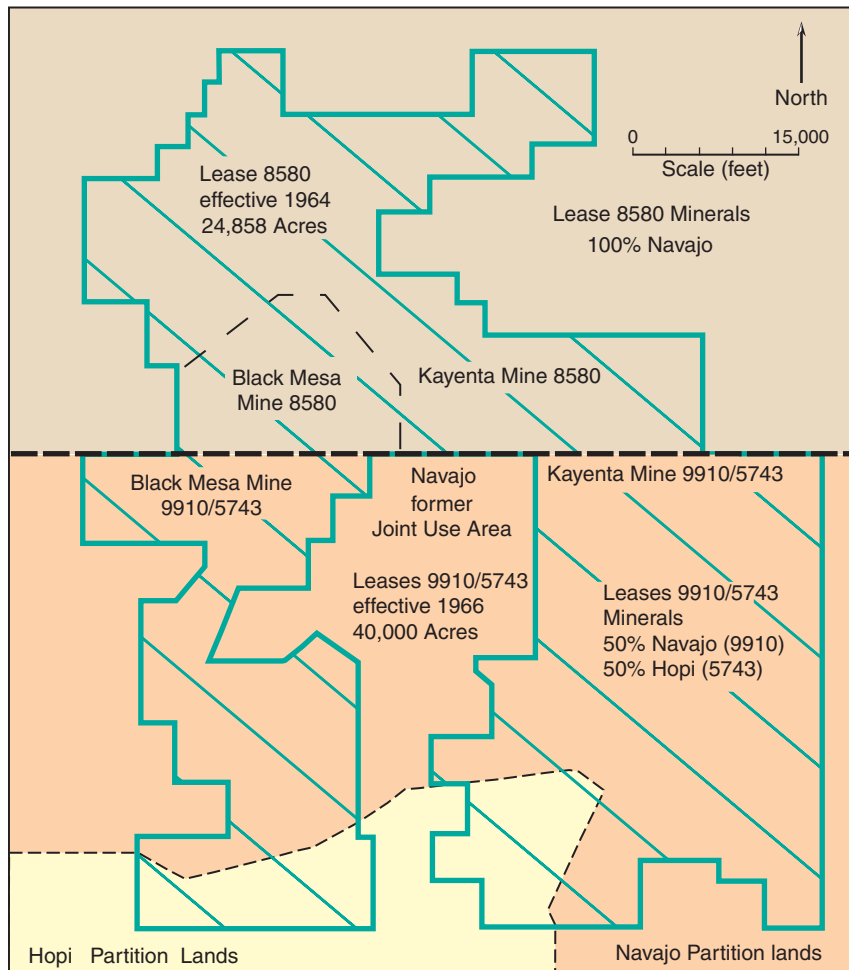 North
0 15,000
Scale (feet)
Lease 8580
effective 1964
24,858 Acres
Lease 8580 Minerals
100% Navajo
Black Mesa
Mine 8580
Kayenta Mine 8580
Black Mesa Mine
9910/5743
Navajo
former
Joint Use Area
Kayenta Mine 9910/5743
Leases 9910/5743
effective 1966
40,000 Acres
Leases 9910/5743
Minerals
50% Navajo (9910)
50% Hopi (5743)
Hopi Partition Lands
Navajo Partition lands